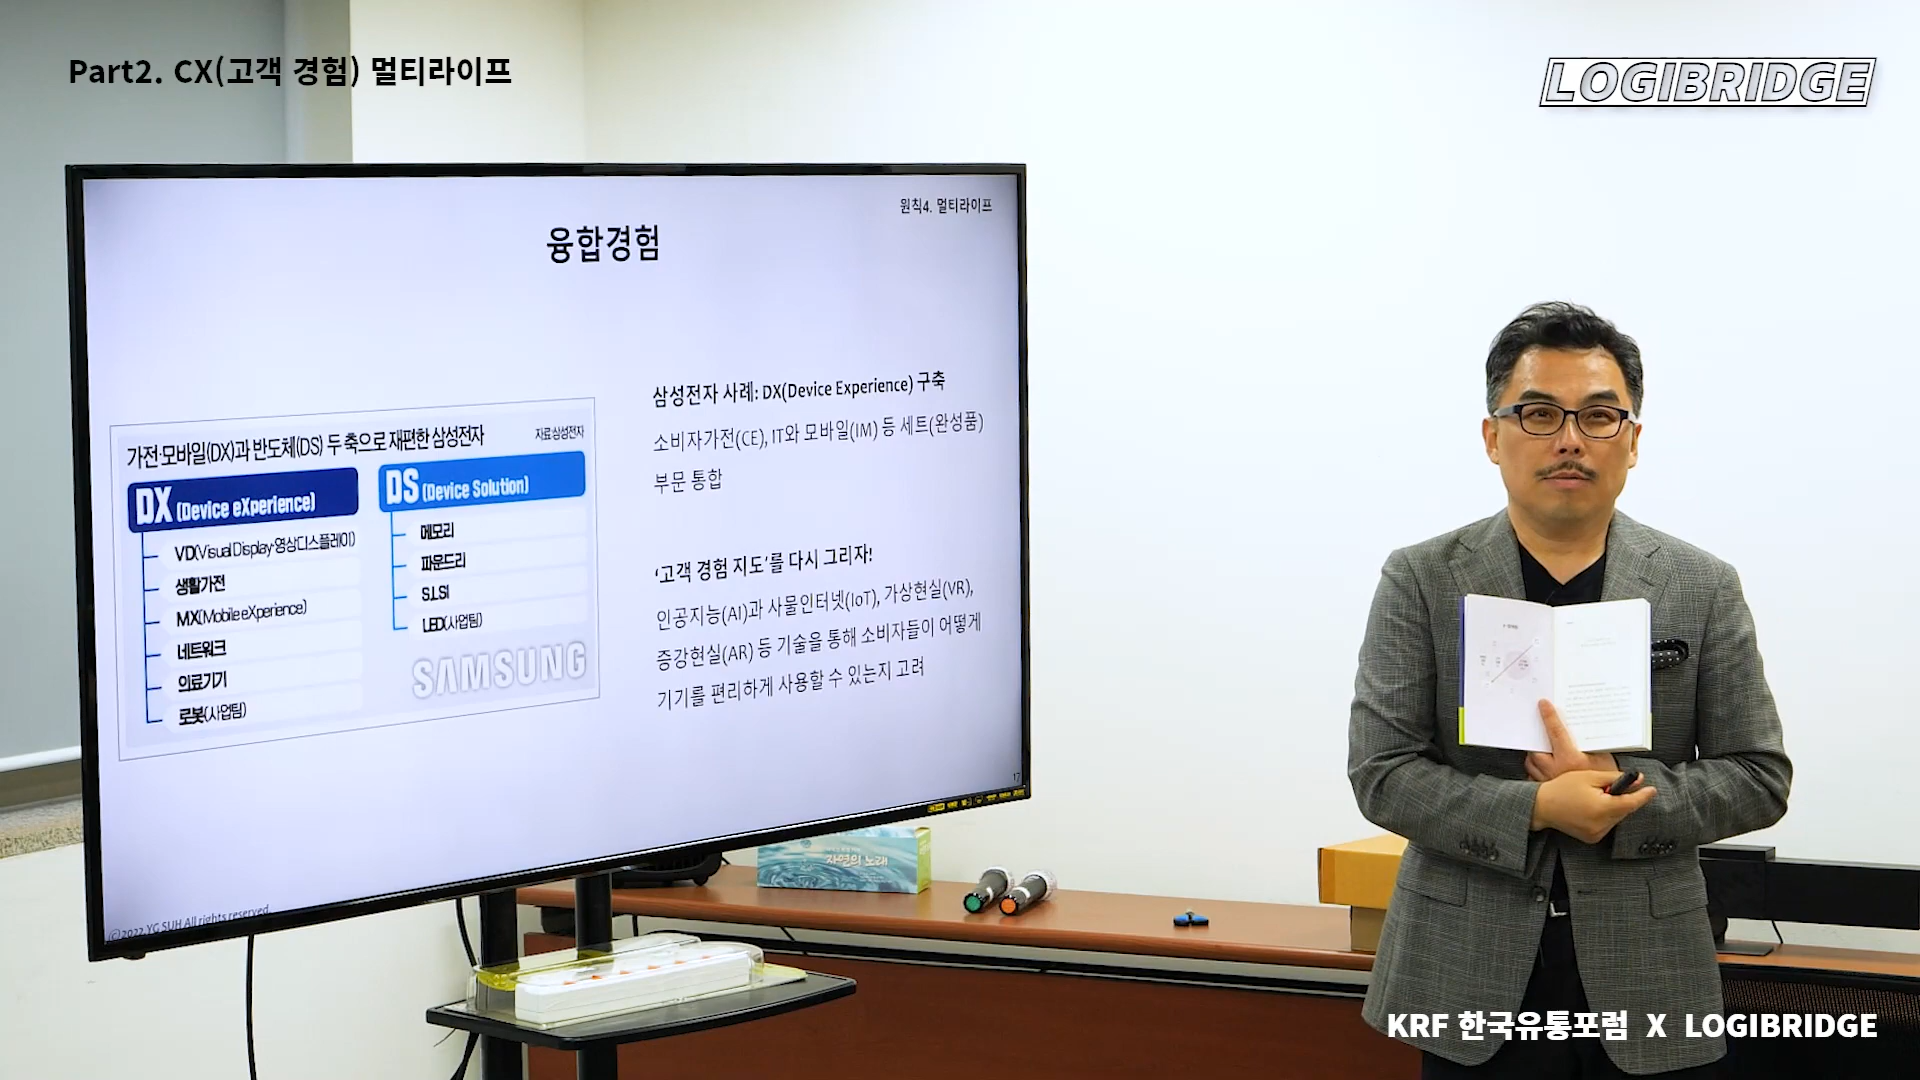 Part2. CX(고객 경험) 멀티라이프
LOGIBRIDGE
원칙4. 멀티라이프
융합경험
가전·모바일(DX)과 반도체(DS) 두 축으로 재편한 삼성전자
자료:삼성전자
DX (Device eXperience)
VD(Visual Display·영상디스플레이)
생활가전
MX(Mobile eXperience)
네트워크
의료기기
로봇(사업팀)
DS (Device Solution)
메모리
파운드리
S.LSI
LED(사업팀)
SAMSUNG
삼성전자 사례: DX(Device Experience) 구축
소비자가전(CE), IT와 모바일(IM) 등 세트(완성품)
부문 통합
‘고객 경험 지도’를 다시 그리자!
인공지능(AI)과 사물인터넷(IoT), 가상현실(VR),
증강현실(AR) 등 기술을 통해 소비자들이 어떻게
기기를 편리하게 사용할 수 있는지 고려
17
ⓒ2022.YG SUH All rights reserved.
자연의 노래
KRF 한국유통포럼 X LOGIBRIDGE